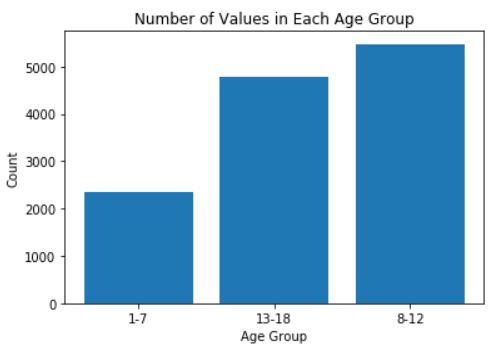 Number of Values in Each Age Group
5000
4000
3000
2000
1000
0
Count
1-7 13-18 8-12
Age Group